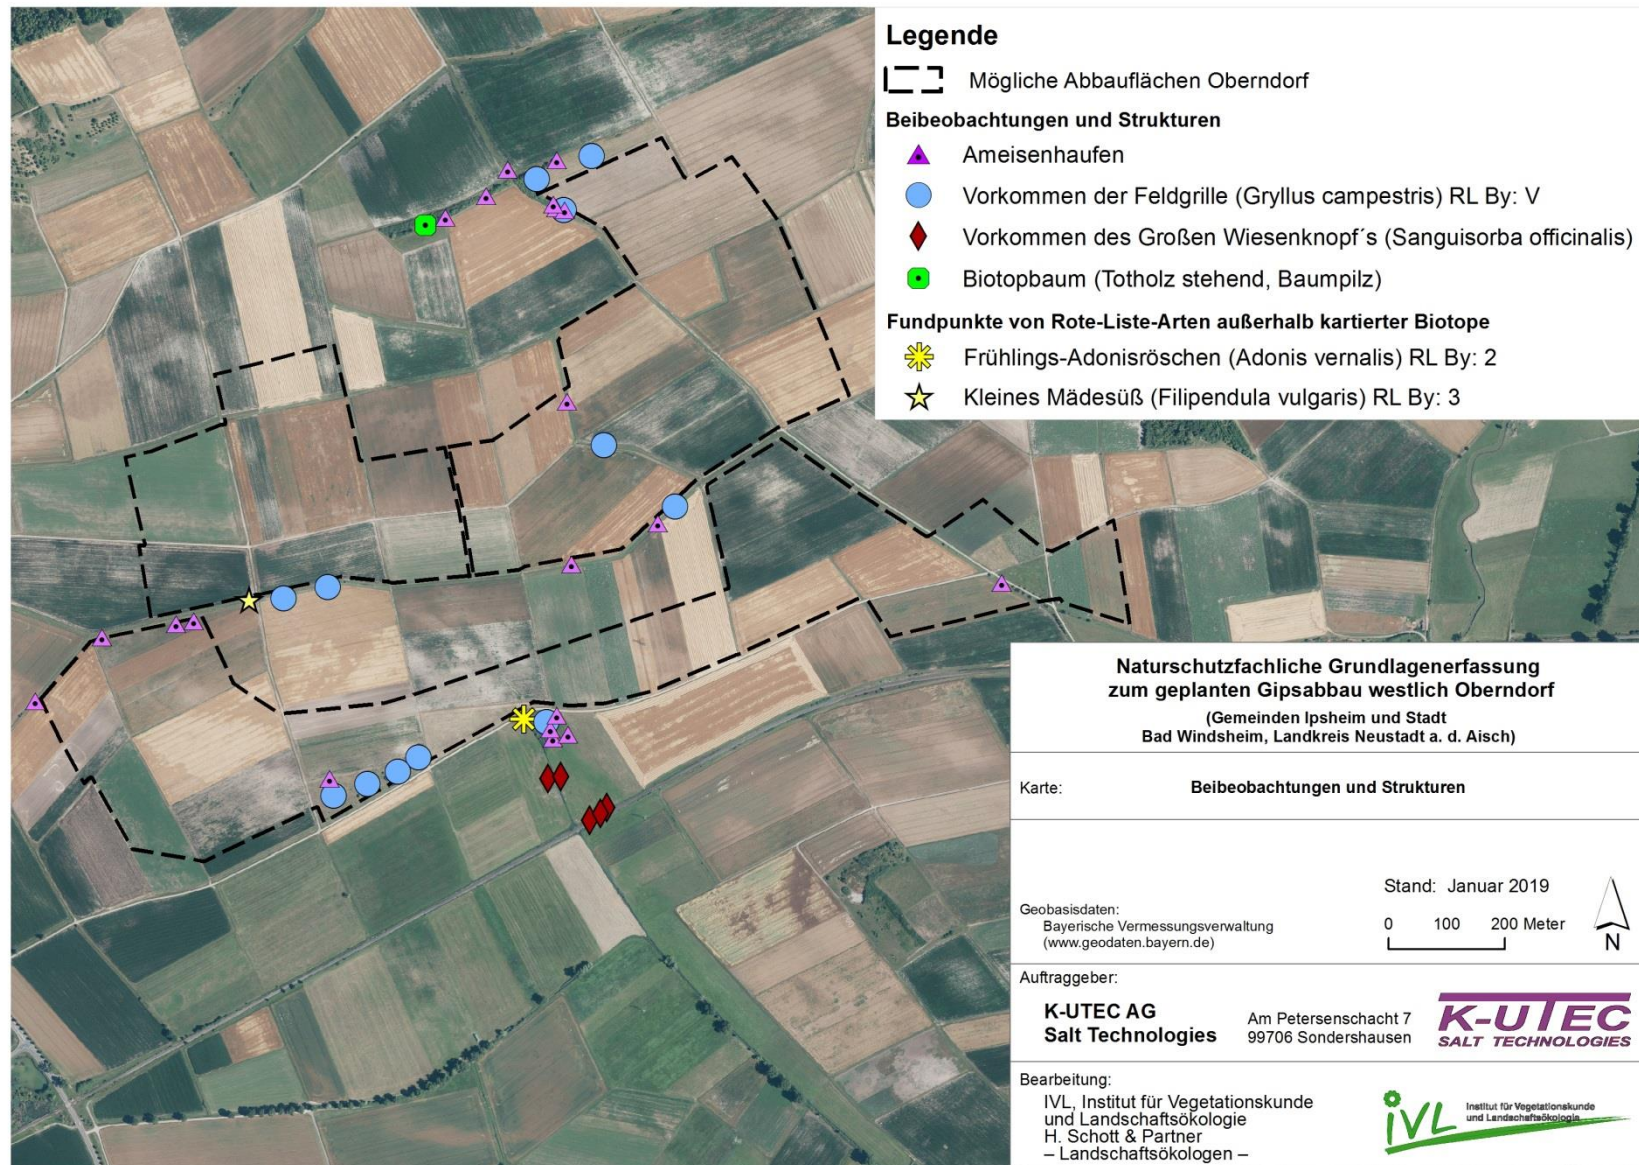 Legende
Mögliche Abbauflächen Oberndorf
Beibeobachtungen und Strukturen
Ameisenhaufen
Vorkommen der Feldgrille (Gryllus campestris) RL By: V
Vorkommen des Großen Wiesenknopf´s (Sanguisorba officinalis)
Biotopbaum (Totholz stehend, Baumpilz)
Fundpunkte von Rote-Liste-Arten außerhalb kartierter Biotope
Frühlings-Adonisröschen (Adonis vernalis) RL By: 2
Kleines Mädesüß (Filipendula vulgaris) RL By: 3
Naturschutzfachliche Grundlagenerfassung
zum geplanten Gipsabbau westlich Oberndorf
(Gemeinden Ipsheim und Stadt
Bad Windsheim, Landkreis Neustadt a. d. Aisch)
Karte: Beibeobachtungen und Strukturen
Stand: Januar 2019
Geobasisdaten:
Bayerische Vermessungsverwaltung
(www.geodaten.bayern.de)
0 100 200 Meter
N
Auftraggeber:
K-UTEC AG
Salt Technologies
Am Petersenschacht 7
99706 Sondershausen
K-UTEC
SALT TECHNOLOGIES
Bearbeitung:
IVL, Institut für Vegetationskunde
und Landschaftsökologie
H. Schott & Partner
– Landschaftsökologen –
iVL
Institut für Vegetationskunde
und Landschaftsökologie